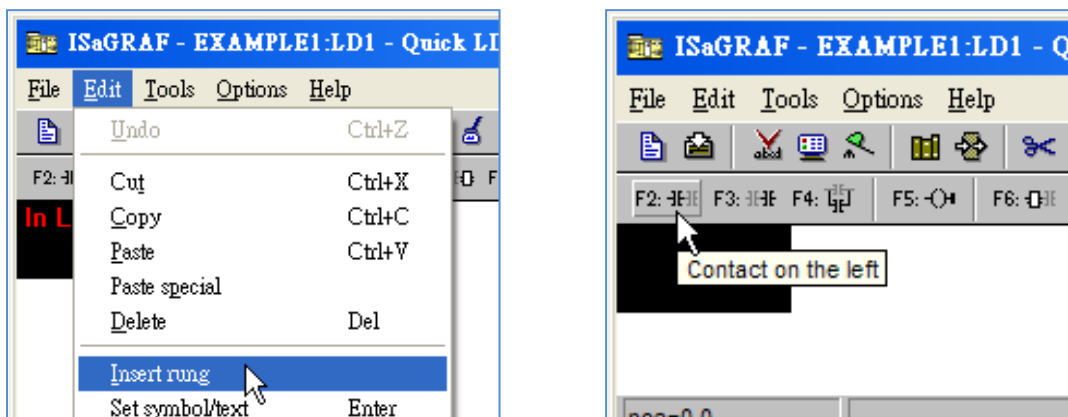 ISaGRAF - EXAMPLE1:LD1 - Quick LD
File Edit Tools Options Help
Undo Ctrl+Z
F2:
Cut Ctrl+X
F
In L
Copy Ctrl+C
Paste Ctrl+V
Paste special
Delete Del
Insert rung
Set symbol/text Enter
ISaGRAF - EXAMPLE1:LD1 - Q
File Edit Tools Options Help
abcd
F2: F3: F4: F5: F6:
Contact on the left